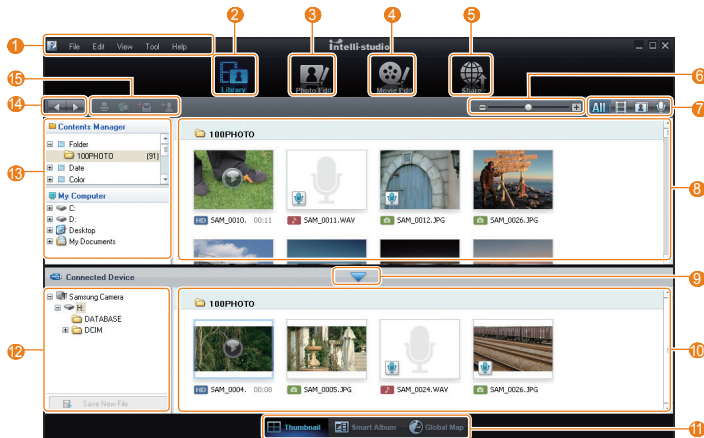 2 3 4 5
1 File Edit View Tool Help Intelli-studio
Library Photo Edit Movie Edit Share
15 6
14 All 7
Contents Manager
Folder
100PHOTO (91)
Date
Color
13
My Computer
C:
D:
Desktop
My Documents
100PHOTO
HD SAM_0010. 00:11 SAM_0011.WAV SAM_0012.JPG SAM_0026.JPG
8
Connected Device 9
Samsung Camera
H:
DATABASE
DCIM
12
Save New File
100PHOTO
HD SAM_0004. 00:08 SAM_0005.JPG SAM_0024.WAV SAM_0026.JPG
10
Thumbnail Smart Album Global Map 11